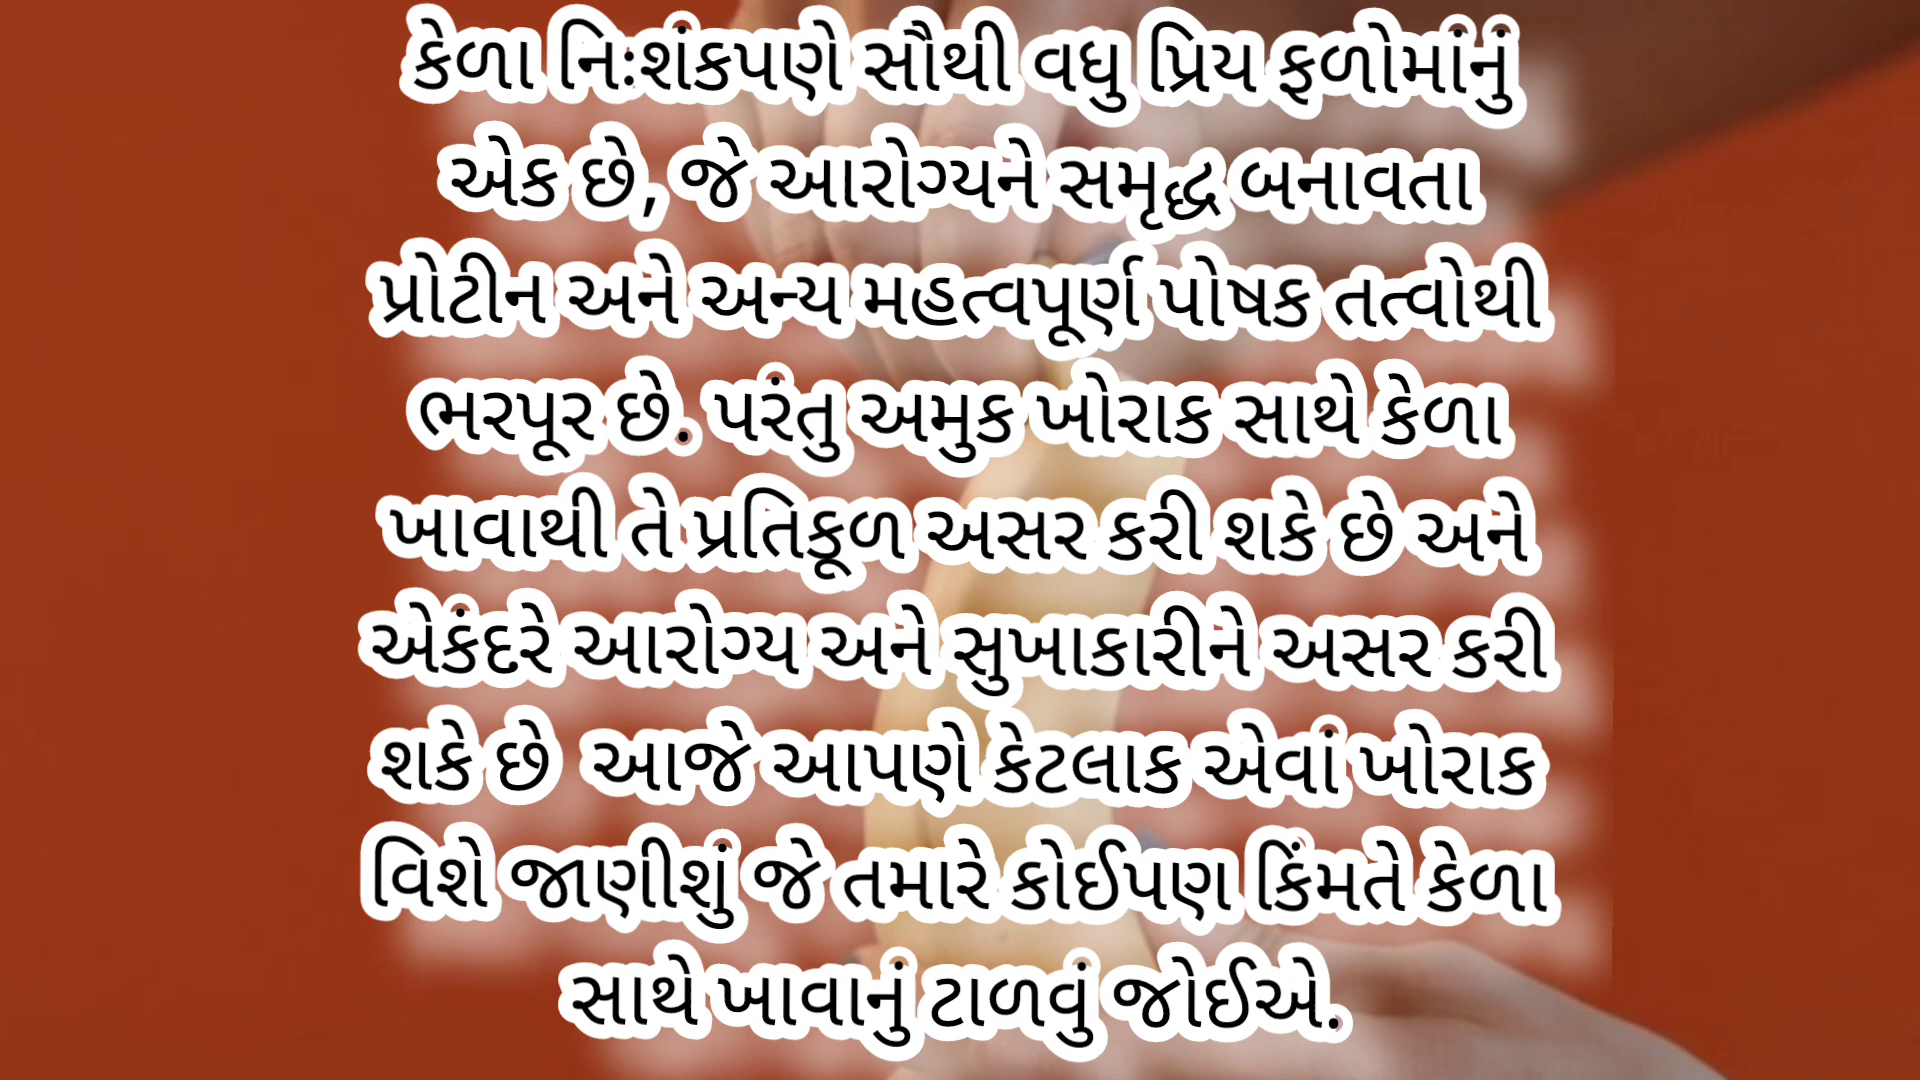 કેળા નિઃશંકપણે સૌથી વધુ પ્રિય ફળોમાંનું
એક છે, જે આરોગ્યને સમૃદ્ધ બનાવતા
પ્રોટીન અને અન્ય મહત્વપૂર્ણ પોષક તત્વોથી
ભરપૂર છે. પરંતુ અમુક ખોરાક સાથે કેળા
ખાવાથી તે પ્રતિકૂળ અસર કરી શકે છે અને
એકંદરે આરોગ્ય અને સુખાકારીને અસર કરી
શકે છે  આજે આપણે કેટલાક એવાં ખોરાક
વિશે જાણીશું જે તમારે કોઈપણ કિંમતે કેળા
સાથે ખાવાનું ટાળવું જોઈએ.